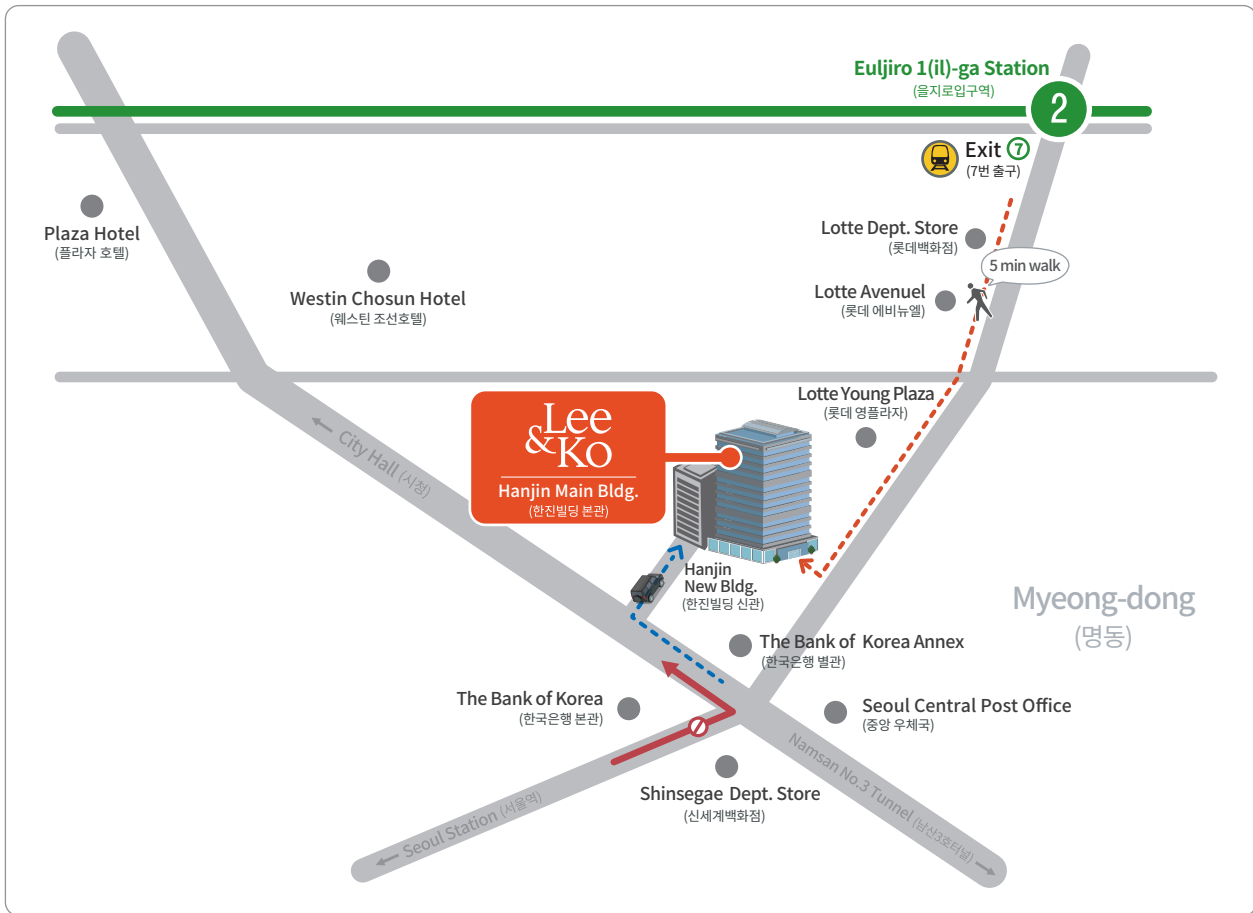 Euljiro 1(il)-ga Station
(을지로입구역)
2
Exit 7
(7번 출구)
Plaza Hotel
(플라자 호텔)
Lotte Dept. Store
(롯데백화점)
5 min walk
Westin Chosun Hotel
(웨스틴 조선호텔)
Lotte Avenuel
(롯데 에비뉴엘)
Lotte Young Plaza
(롯데 영플라자)
City Hall (시청)
Lee
&Ko
Hanjin Main Bldg.
(한진빌딩 본관)
Hanjin
New Bldg.
(한진빌딩 신관)
Myeong-dong
(명동)
The Bank of Korea Annex
(한국은행 별관)
The Bank of Korea
(한국은행 본관)
Seoul Central Post Office
(중앙 우체국)
Shinsegae Dept. Store
(신세계백화점)
Namsan No.3 Tunnel (남산3호터널)
Seoul Station (서울역)